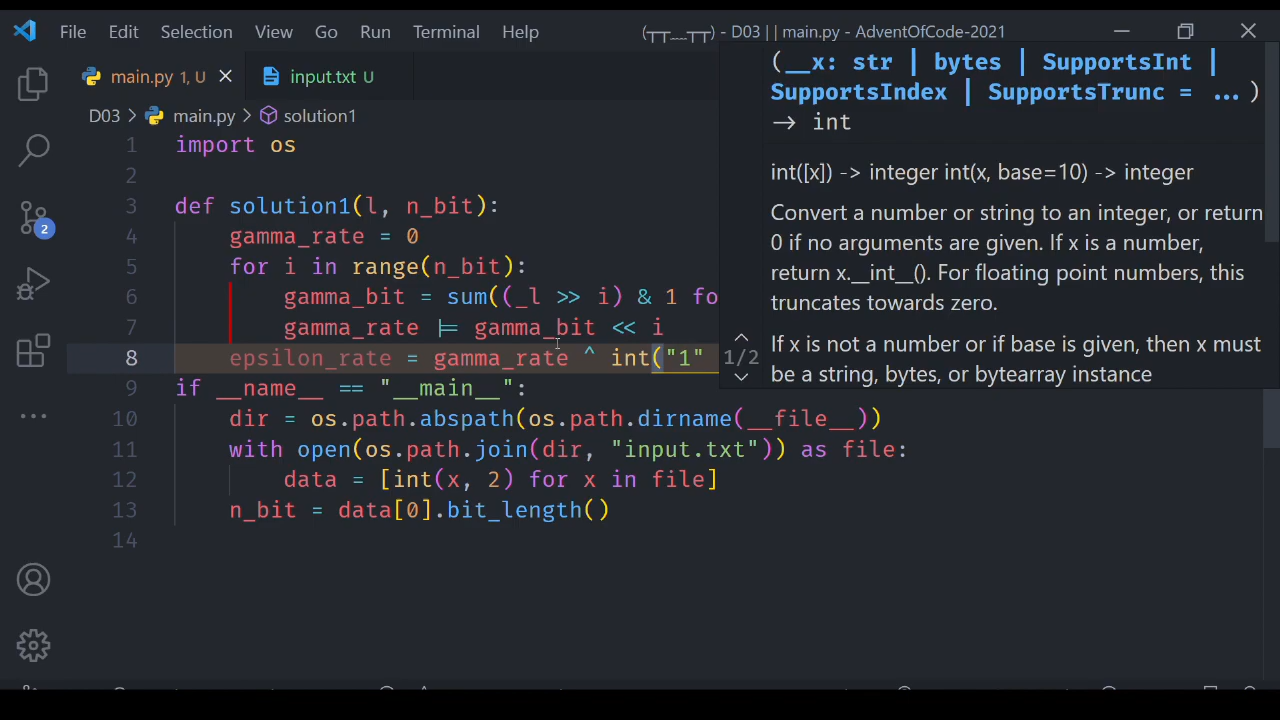 File Edit Selection View Go Run Terminal Help (┬┬﹏┬┬) - D03 | | main.py - AdventOfCode-2021
main.py 1, U input.txt U
D03 > main.py > solution1
1 import os
2
3 def solution1(l, n_bit):
4 gamma_rate = 0
5 for i in range(n_bit):
6 gamma_bit = sum((_l >> i) & 1 fo
7 gamma_rate |= gamma_bit << i
8 epsilon_rate = gamma_rate ^ int("1"
9 if __name__ == "__main__":
10 dir = os.path.abspath(os.path.dirname(__file__))
11 with open(os.path.join(dir, "input.txt")) as file:
12 data = [int(x, 2) for x in file]
13 n_bit = data[0].bit_length()
14
2
(__x: str | bytes | SupportsInt |
SupportsIndex | SupportsTrunc = ... )
-> int
int([x]) -> integer int(x, base=10) -> integer
Convert a number or string to an integer, or return
0 if no arguments are given. If x is a number,
return x.__int__(). For floating point numbers, this
truncates towards zero.
1/2
If x is not a number or if base is given, then x must
be a string, bytes, or bytearray instance